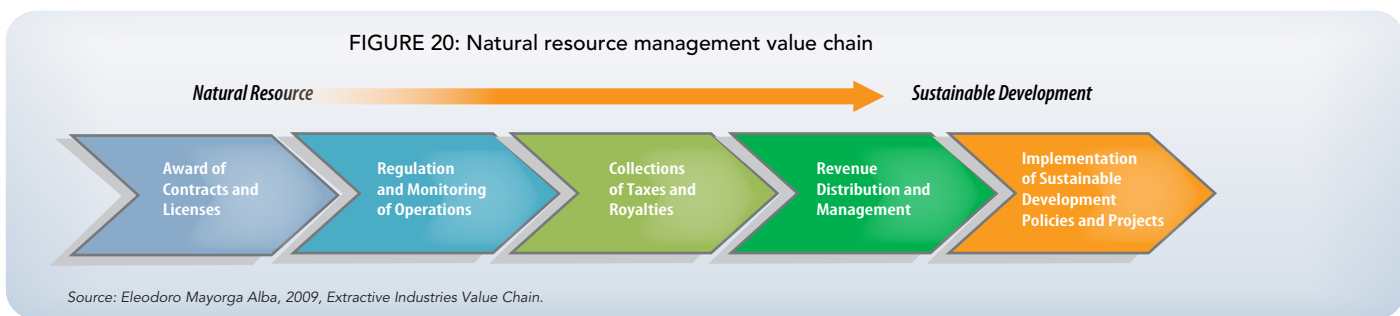 FIGURE 20: Natural resource management value chain
Natural Resource
Sustainable Development
Award of
Contracts and
Licenses
Regulation
and Monitoring
of Operations
Collections
of Taxes and
Royalties
Revenue
Distribution and
Management
Implementation
of Sustainable
Development
Policies and Projects
Source: Eleodoro Mayorga Alba, 2009, Extractive Industries Value Chain.